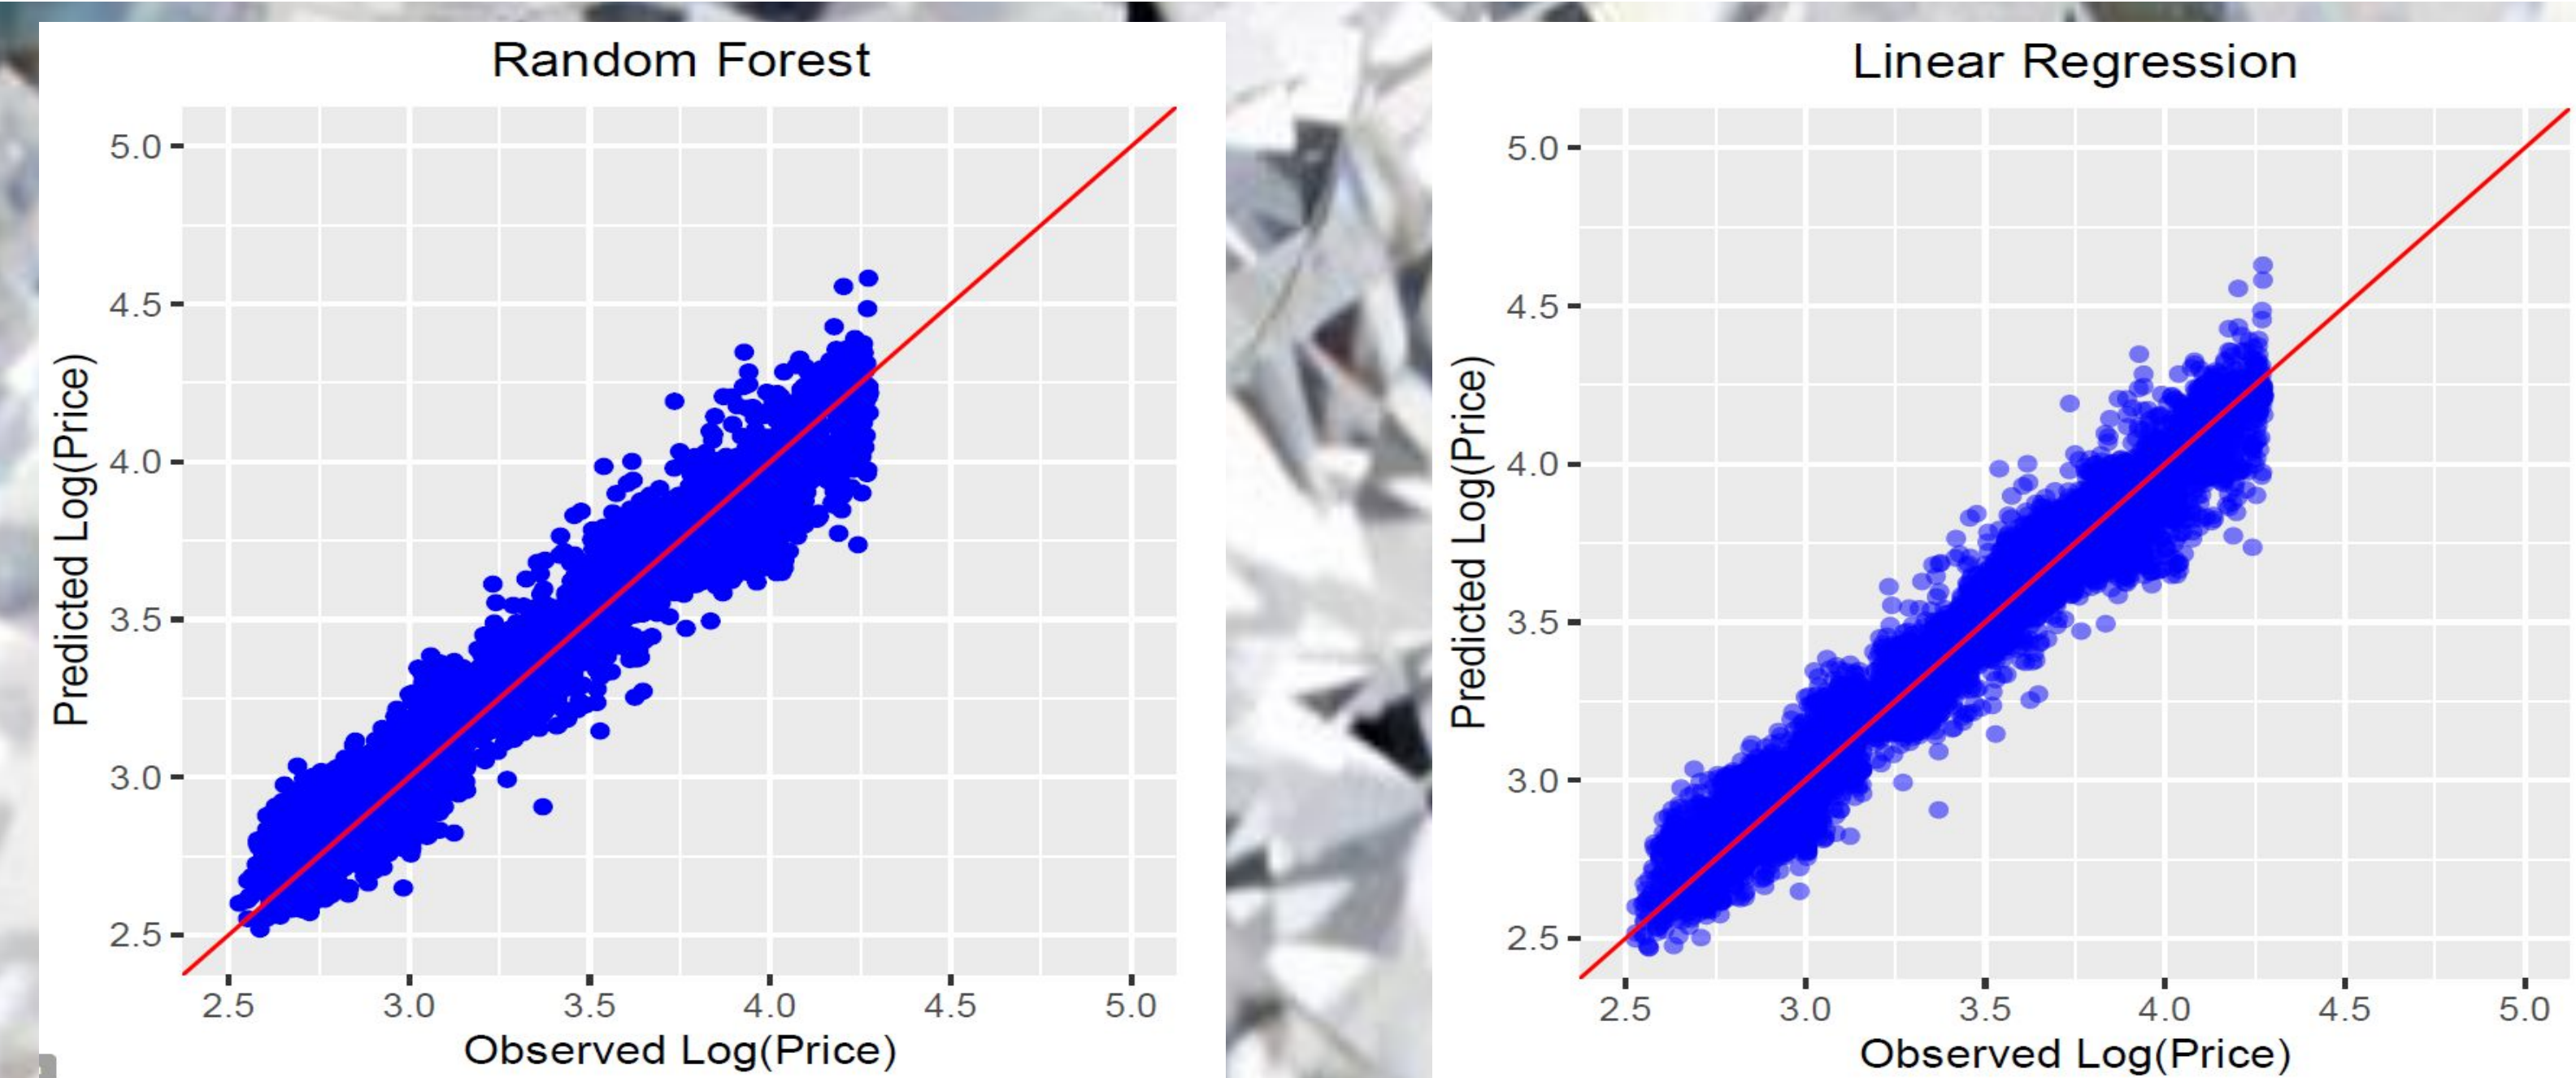 Random Forest
5.0
4.5
4.0
3.5
3.0
2.5
Predicted Log(Price)
2.5 3.0 3.5 4.0 4.5 5.0
Observed Log(Price)
Linear Regression
5.0
4.5
4.0
3.5
3.0
2.5
Predicted Log(Price)
2.5 3.0 3.5 4.0 4.5 5.0
Observed Log(Price)